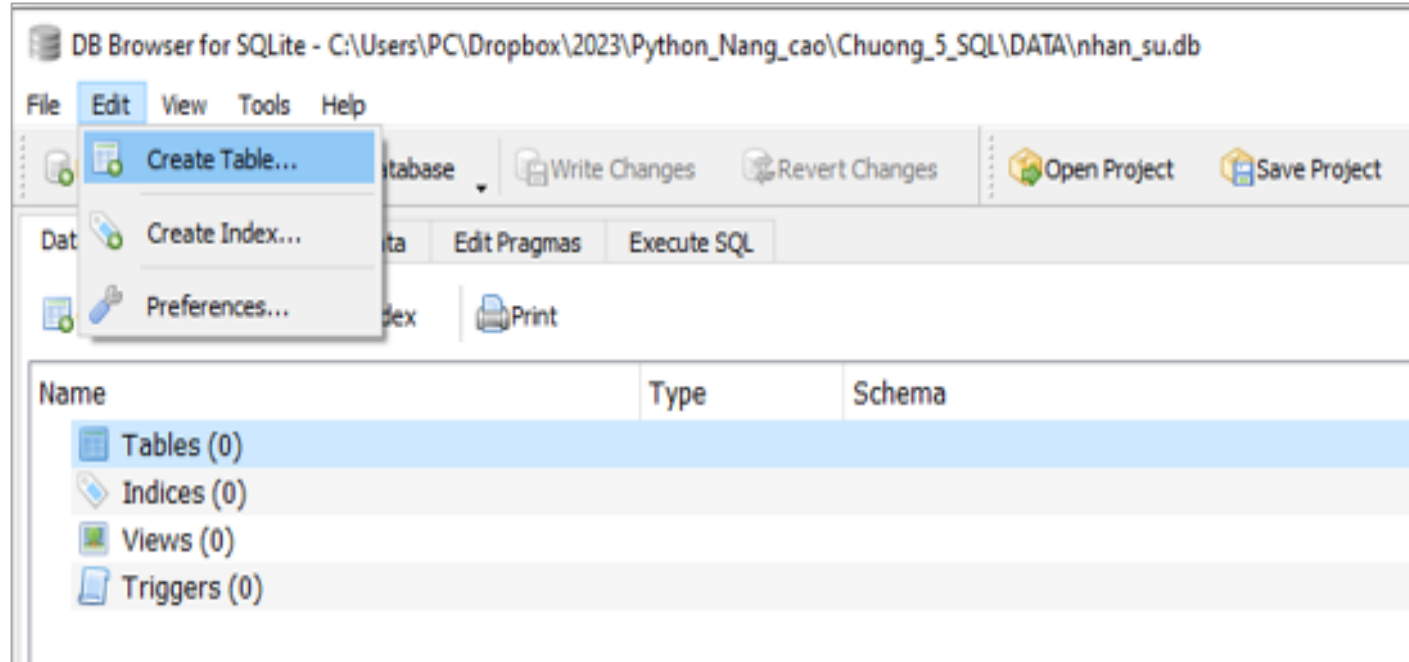 DB Browser for SQLite - C:\Users\PC\Dropbox\2023\Python_Nang_cao\Chuong_5_SQL\DATA\nhan_su.db
File Edit View Tools Help
Create Table... atabase Write Changes Revert Changes Open Project Save Project
Dat Create Index... ta Edit Pragmas Execute SQL
Preferences... dex Print
Name Type Schema
Tables (0)
Indices (0)
Views (0)
Triggers (0)